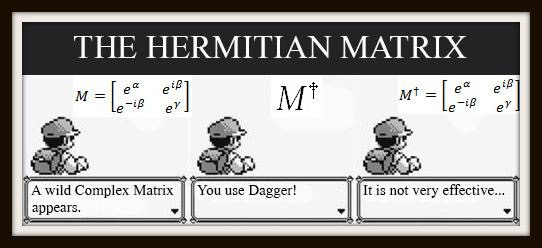 THE HERMITIAN MATRIX
M = [e^α e^{iβ}
e^{-iβ} e^γ]
A wild Complex Matrix
appears.
M†
You use Dagger!
M† = [e^α e^{iβ}
e^{-iβ} e^γ]
It is not very effective...